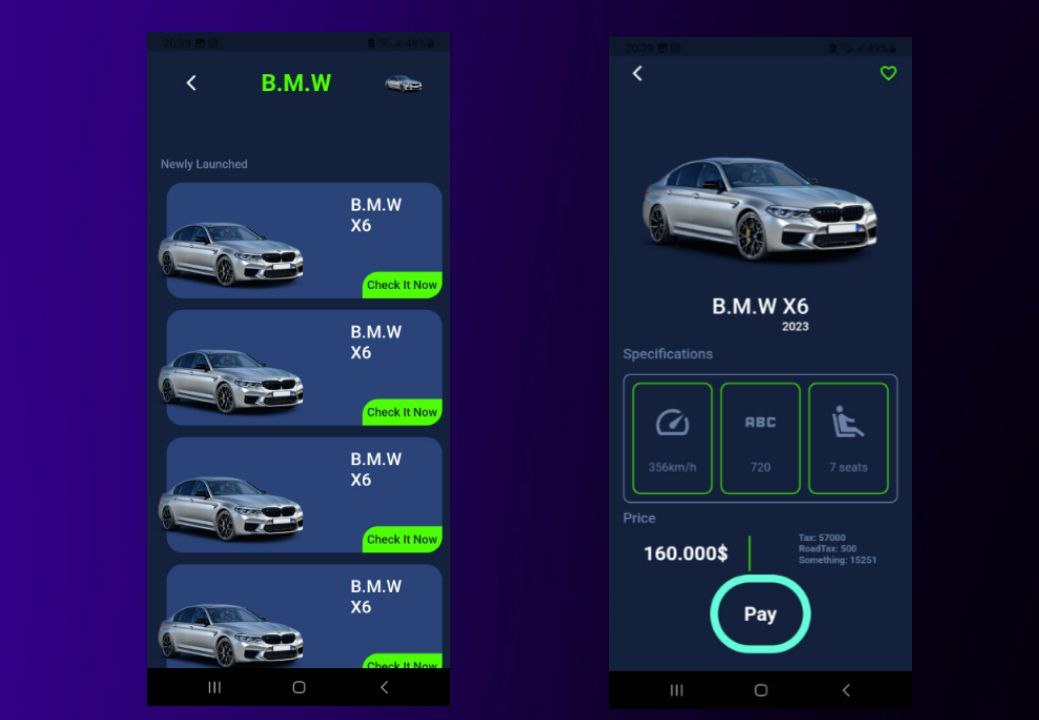 20:39
49%
B.M.W
Newly Launched
B.M.W
X6
Check It Now
B.M.W
X6
Check It Now
B.M.W
X6
Check It Now
B.M.W
X6
Check It Now
20:39
49%
B.M.W X6
2023
Specifications
ABC
356km/h
720
7 seats
Price
160.000$
Tax: 57000
RoadTax: 500
Something: 15251
Pay